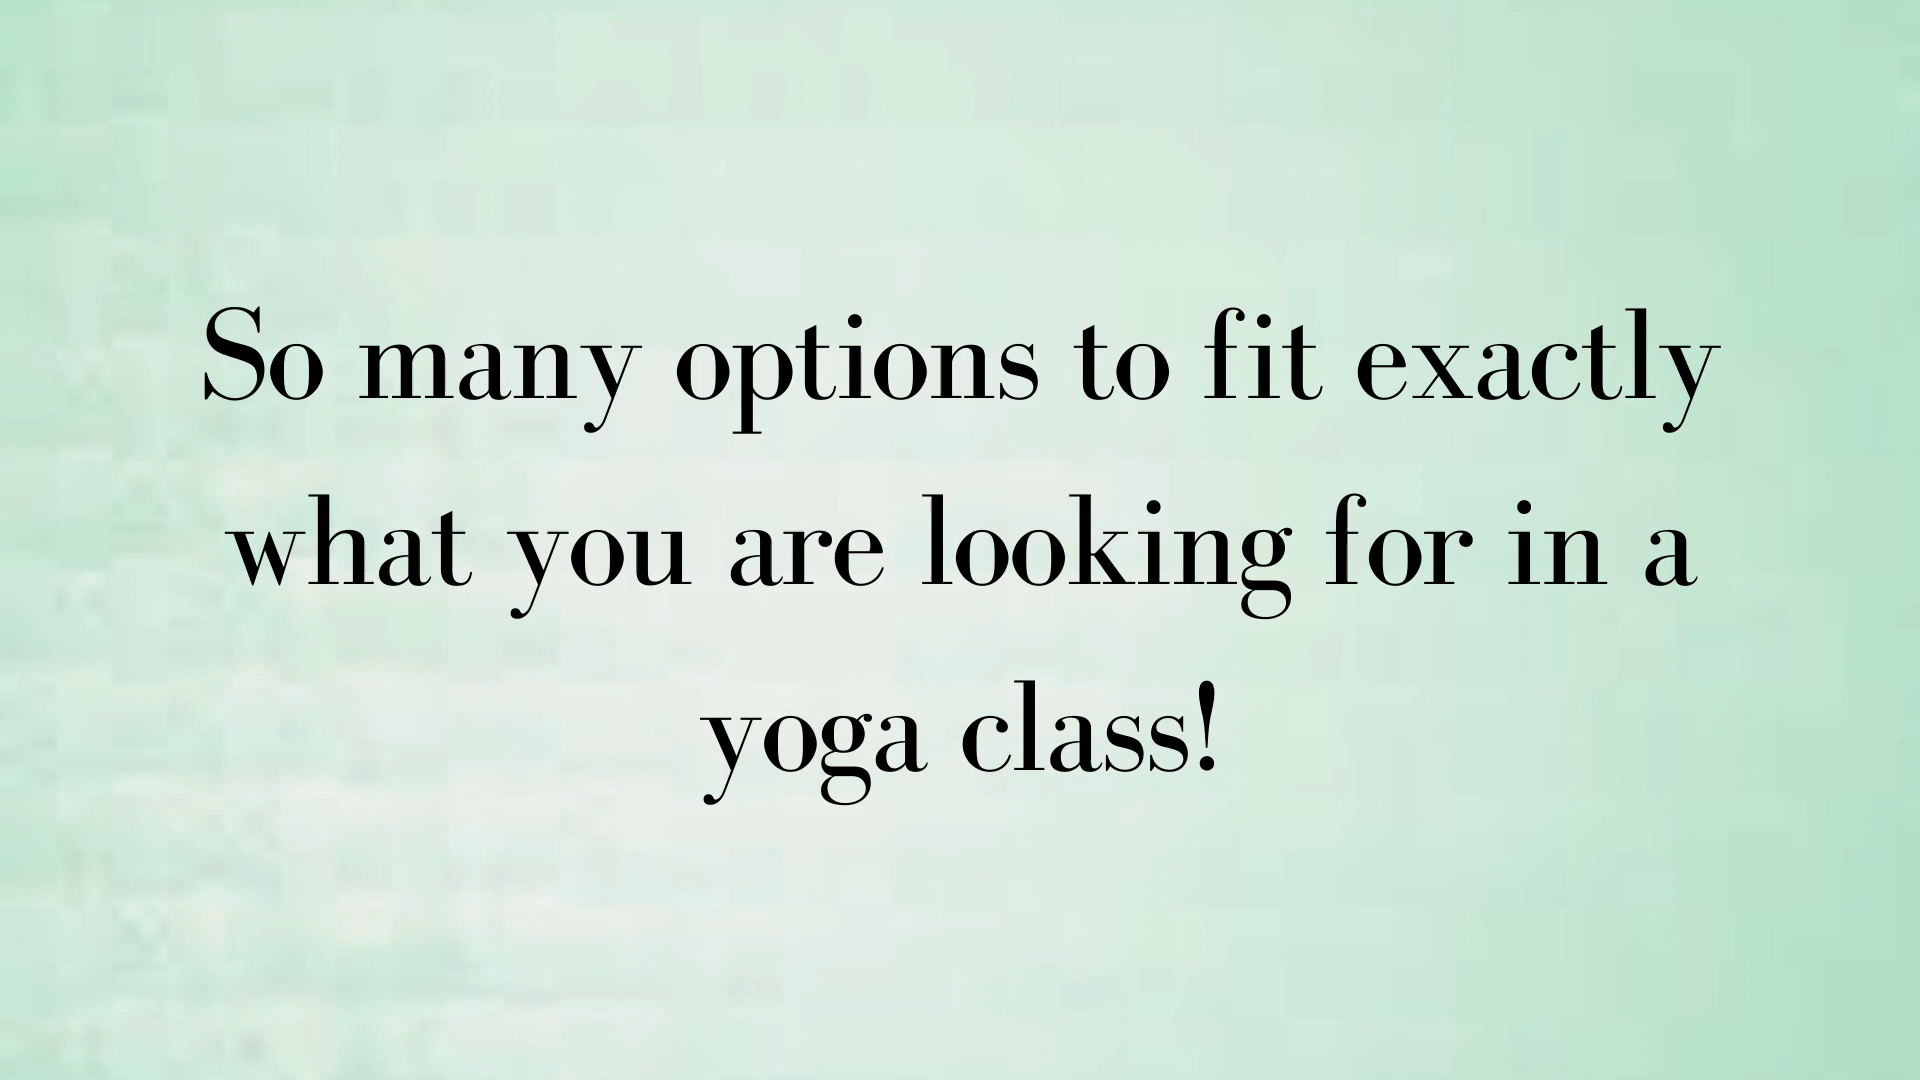 So many options to fit exactly
what you are looking for in a
yoga class!